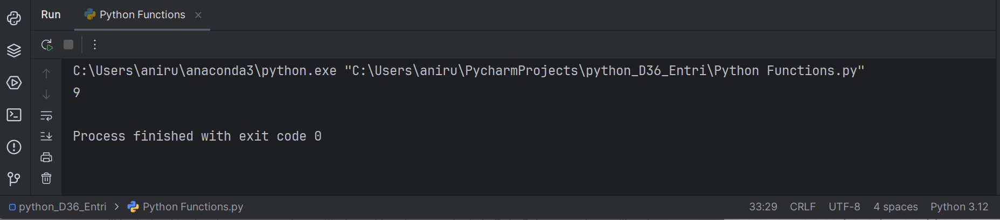 Run Python Functions
C:\Users\aniru\anaconda3\python.exe "C:\Users\aniru\PycharmProjects\python_D36_Entri\Python Functions.py"
9
Process finished with exit code 0
python_D36_Entri > Python Functions.py 33:29 CRLF UTF-8 4 spaces Python 3.12